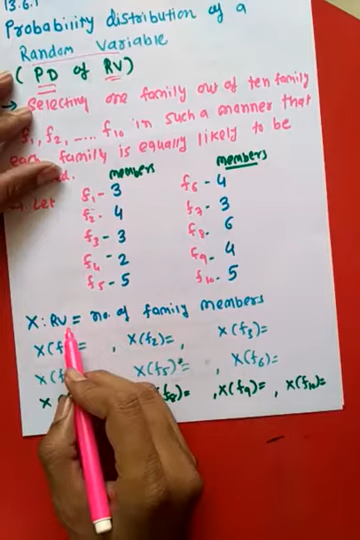 13.6.1
Probability distribution of a
Random Variable
( PD of RV)
→ Selecting one family out of ten family
f₁, f₂, .... f₁₀ in such a manner that
each family is equally likely to be
Let
members members
f₁ - 3 f₆ - 4
f₂ - 4 f₇ - 3
f₃ - 3 f₈ - 6
f₄ - 2 f₉ - 4
f₅ - 5 f₁₀ - 5
X : RV = no. of family members
X(f = , X(f₂) = , X(f₃) =
X(f X(f₅) = , X(f₆) =
X f₈) = , X(f₉) = , X(f₁₀) =